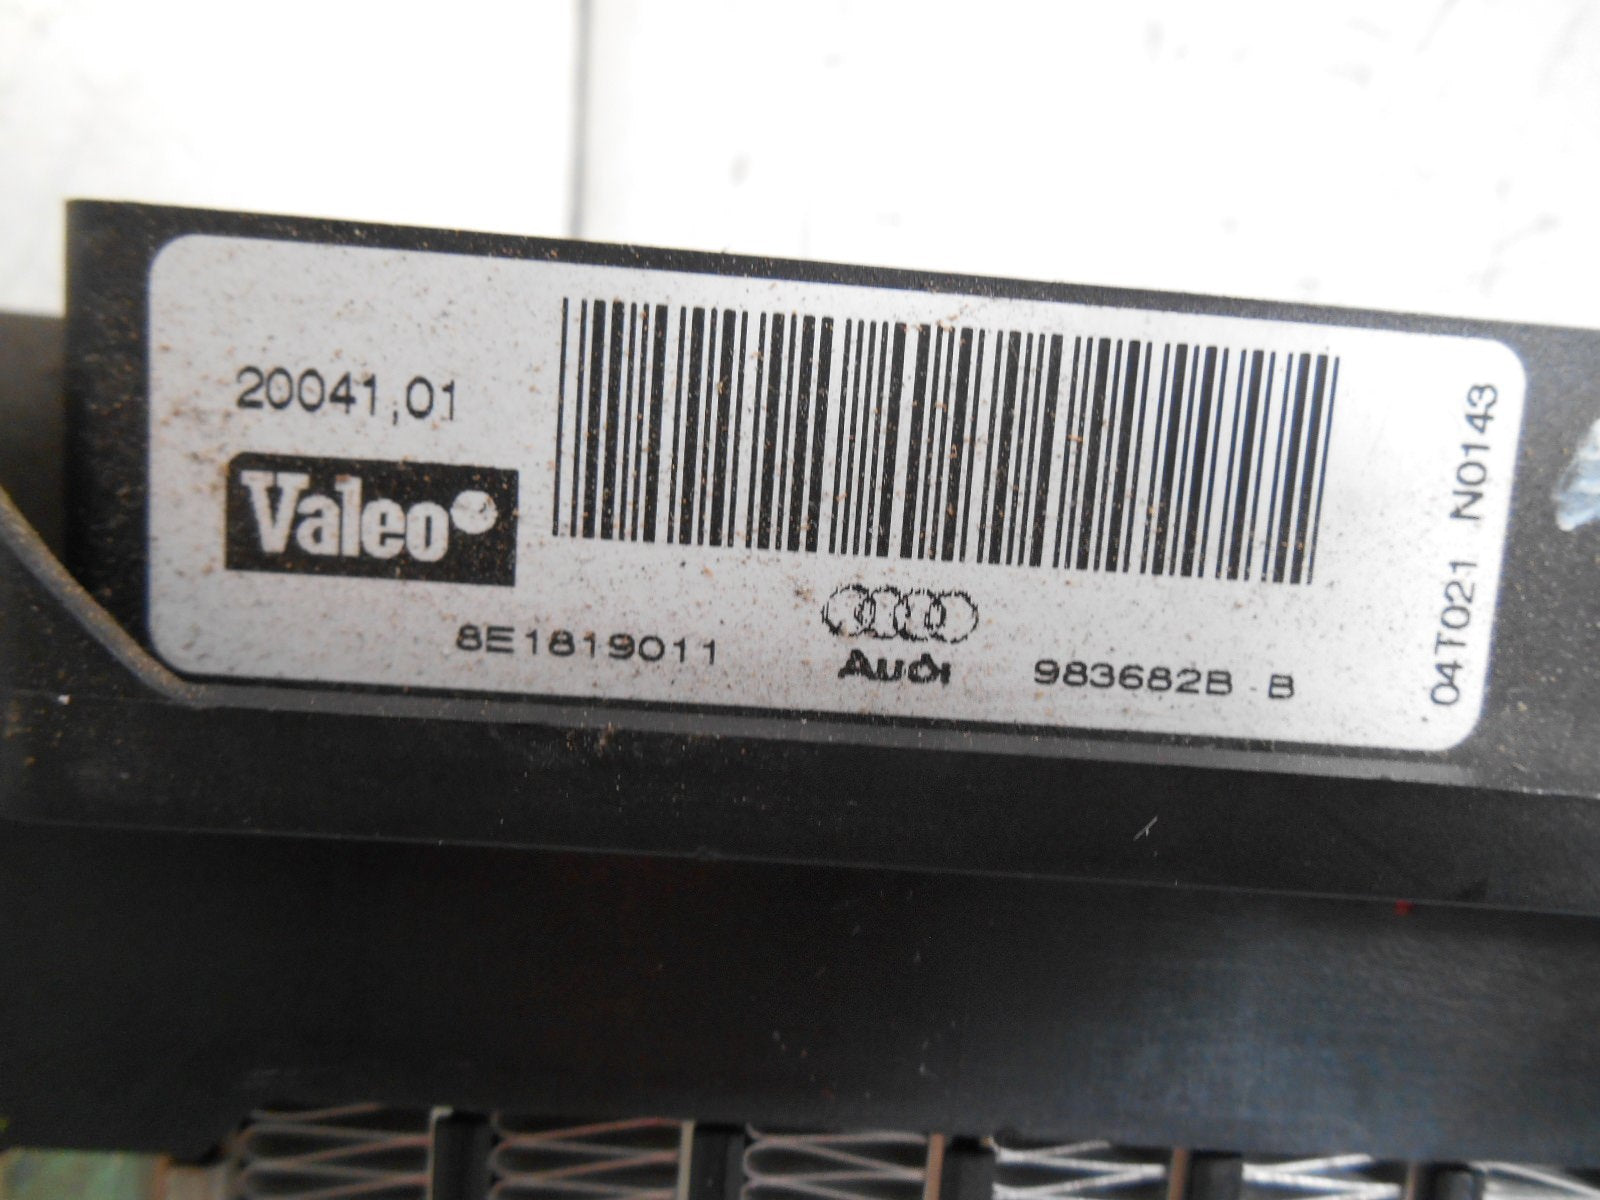 20041,01
Valeo
8E1819011
Audi
983682B B
04T021 N0143